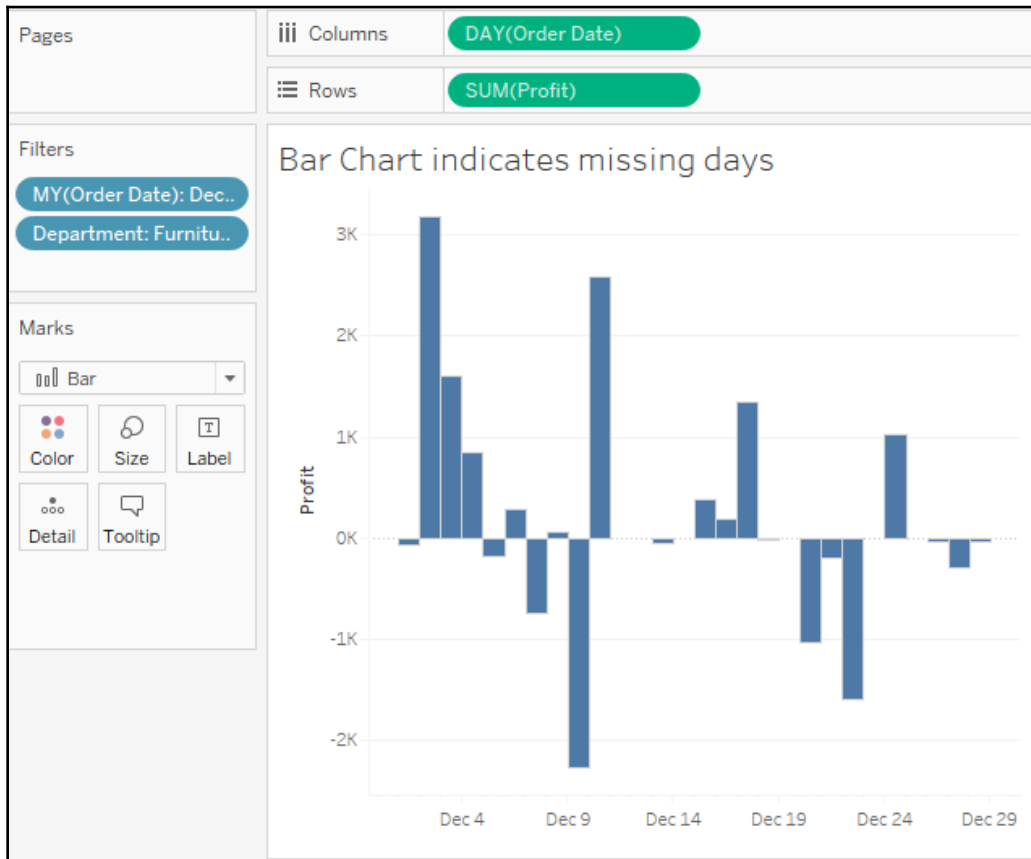 Pages
Columns
DAY(Order Date)
Rows
SUM(Profit)
Filters
MY(Order Date): Dec..
Department: Furnitu..
Marks
Bar
Color
Size
Label
Detail
Tooltip
Bar Chart indicates missing days
Profit
3K
2K
1K
0K
-1K
-2K
Dec 4
Dec 9
Dec 14
Dec 19
Dec 24
Dec 29